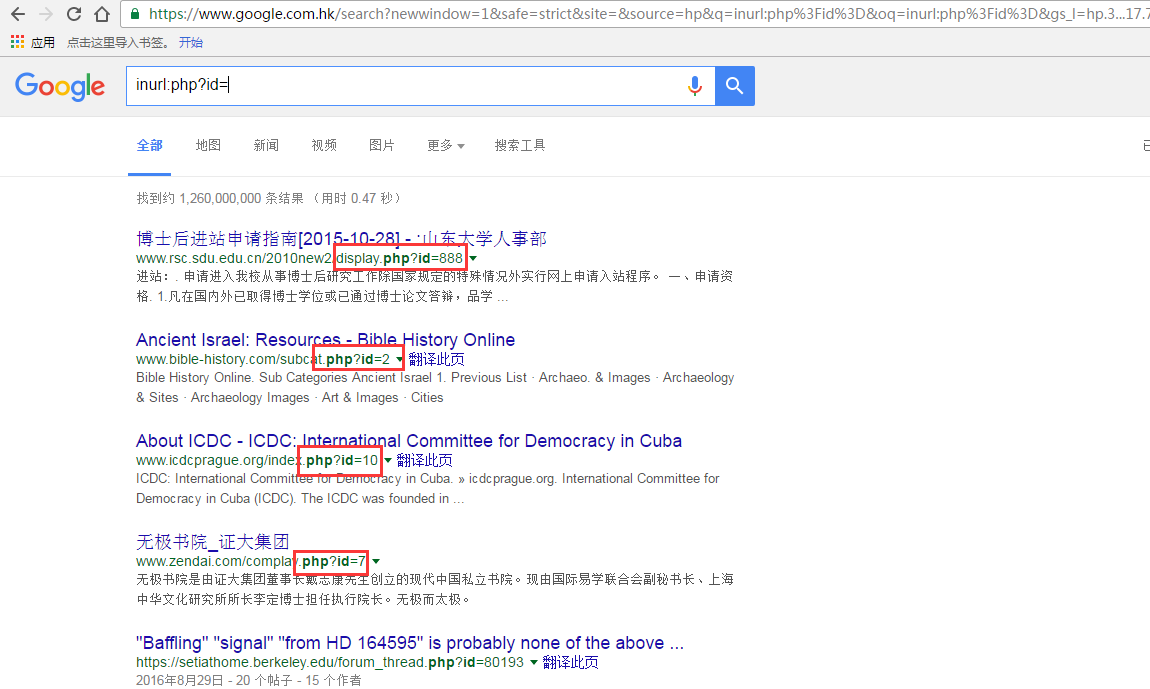 https://www.google.com.hk/search?newwindow=1&safe=strict&site=&source=hp&q=inurl:php%3Fid%3D&oq=inurl:php%3Fid%3D&gs_l=hp.3...17.7
应用 点击这里导入书签。 开始
Google inurl:php?id=
全部 地图 新闻 视频 图片 更多 搜索工具
找到约 1,260,000,000 条结果 （用时 0.47 秒）
博士后进站申请指南[2015-10-28] - ·山东大学人事部
www.rsc.sdu.edu.cn/2010new2/display.php?id=888
进站：. 申请进入我校从事博士后研究工作除国家规定的特殊情况外实行网上申请入站程序。 一、申请资
格. 1.凡在国内外已取得博士学位或已通过博士论文答辩，品学 ...
Ancient Israel: Resources - Bible History Online
www.bible-history.com/subcat.php?id=2 翻译此页
Bible History Online. Sub Categories Ancient Israel 1. Previous List · Archaeo. & Images · Archaeology
& Sites · Archaeology Images · Art & Images · Cities
About ICDC - ICDC: International Committee for Democracy in Cuba
www.icdcprague.org/index.php?id=10 翻译此页
ICDC: International Committee for Democracy in Cuba. » icdcprague.org. International Committee for
Democracy in Cuba (ICDC). The ICDC was founded in ...
无极书院_证大集团
www.zendai.com/complay.php?id=7
无极书院是由证大集团董事长戴志康先生创立的现代中国私立书院。现由国际易学联合会副秘书长、上海
中华文化研究所所长李定博士担任执行院长。无极而太极。
"Baffling" "signal" "from HD 164595" is probably none of the above ...
https://setiathome.berkeley.edu/forum_thread.php?id=80193 翻译此页
2016年8月29日 - 20 个帖子 - 15 个作者